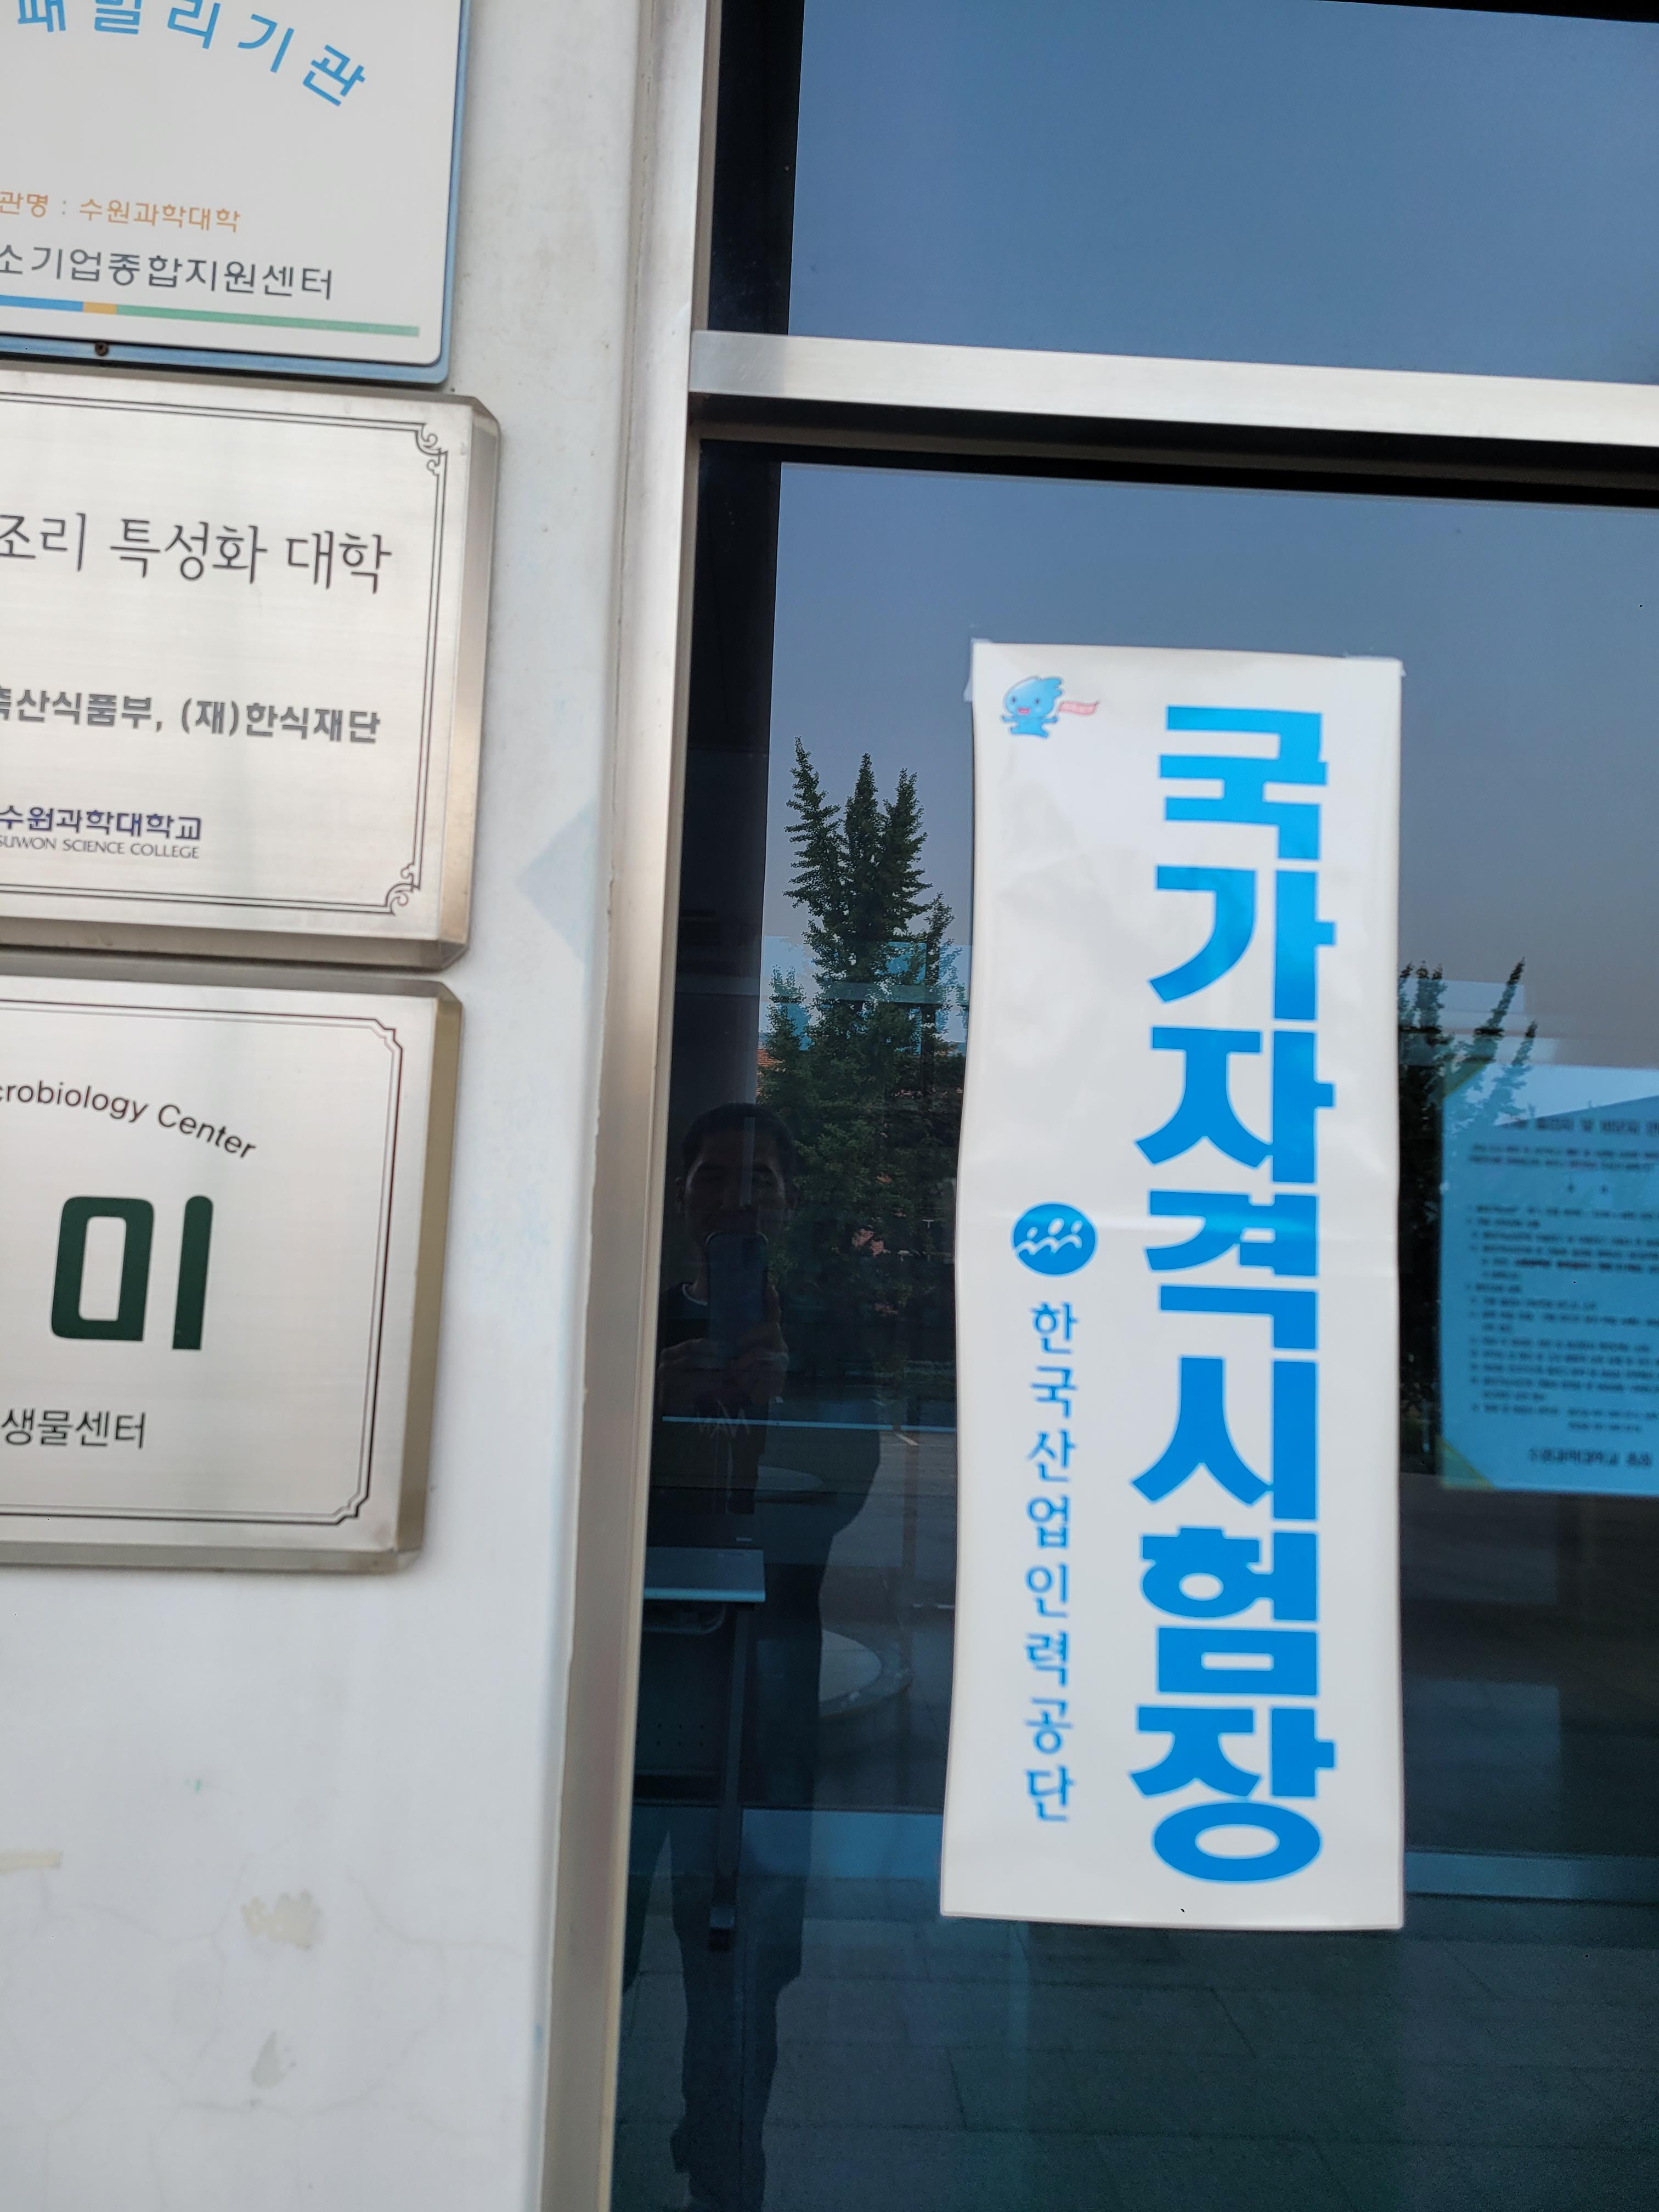 패밀리기관
관명 : 수원과학대학
소기업종합지원센터
조리 특성화 대학
축산식품부, (재)한식재단
수원과학대학교
SUWON SCIENCE COLLEGE
crobiology Center
미
생물센터
국가자격시험장
한국산업인력공단